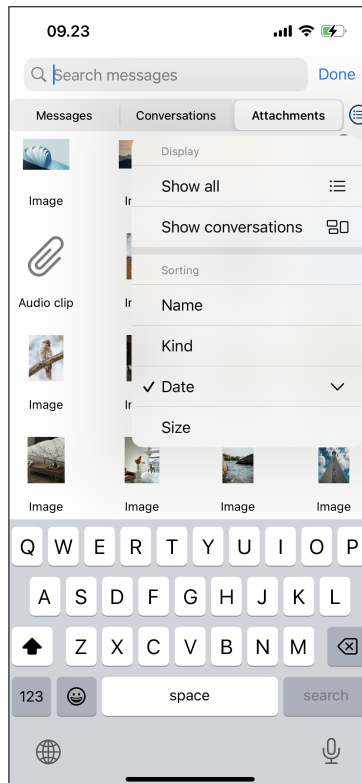 09.23
Search messages
Done
Messages
Conversations
Attachments
Display
Image
Show all
Show conversations
Sorting
Audio clip
Name
Kind
Image
Date
Size
Image
Image
Image
Image
Q W E R T Y U I O P
A S D F G H J K L
Z X C V B N M
123
space
search